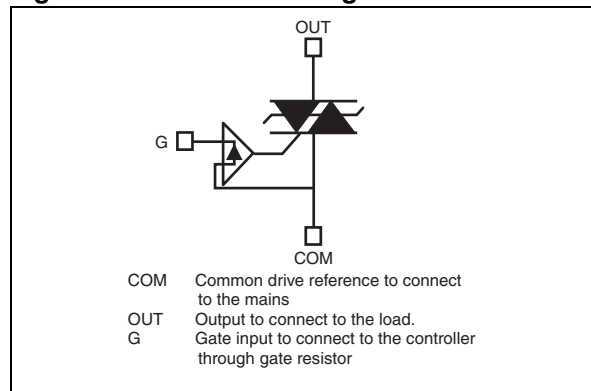 OUT
G
COM
COM Common drive reference to connect
to the mains
OUT Output to connect to the load.
G Gate input to connect to the controller
through gate resistor